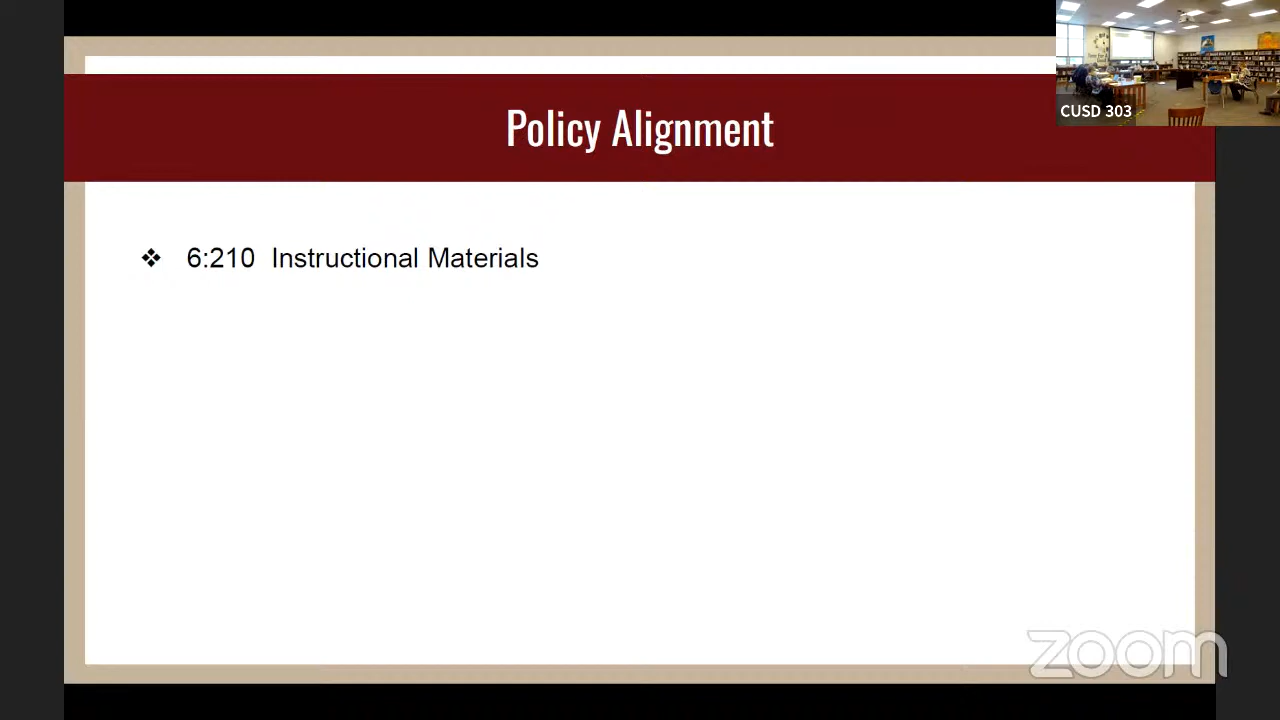 Policy Alignment
CUSD 303
❖ 6:210 Instructional Materials
zoom